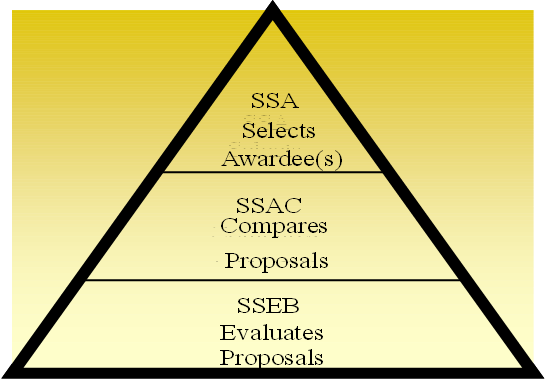 SSA
Selects
Awardee(s)
SSAC
Compares
Proposals
SSEB
Evaluates
Proposals